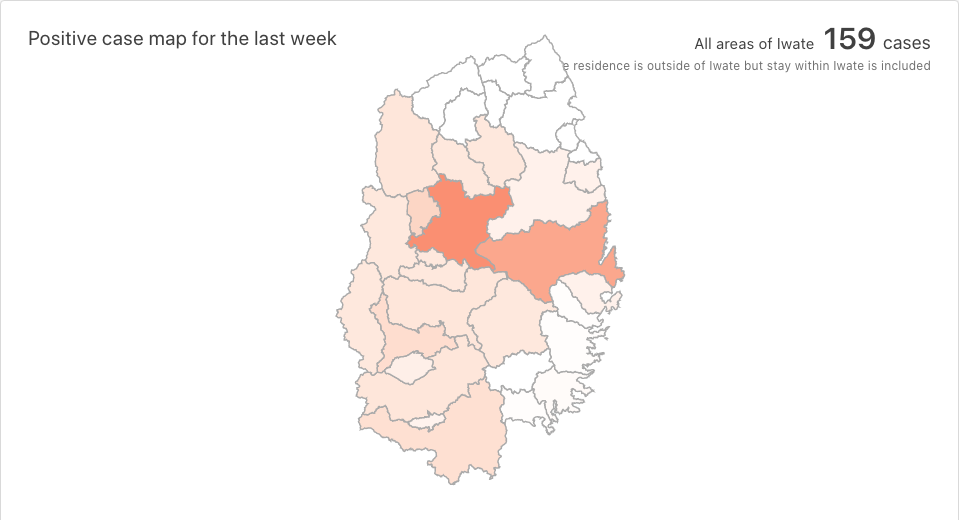 Positive case map for the last week
All areas of Iwate 159 cases
e residence is outside of Iwate but stay within Iwate is included